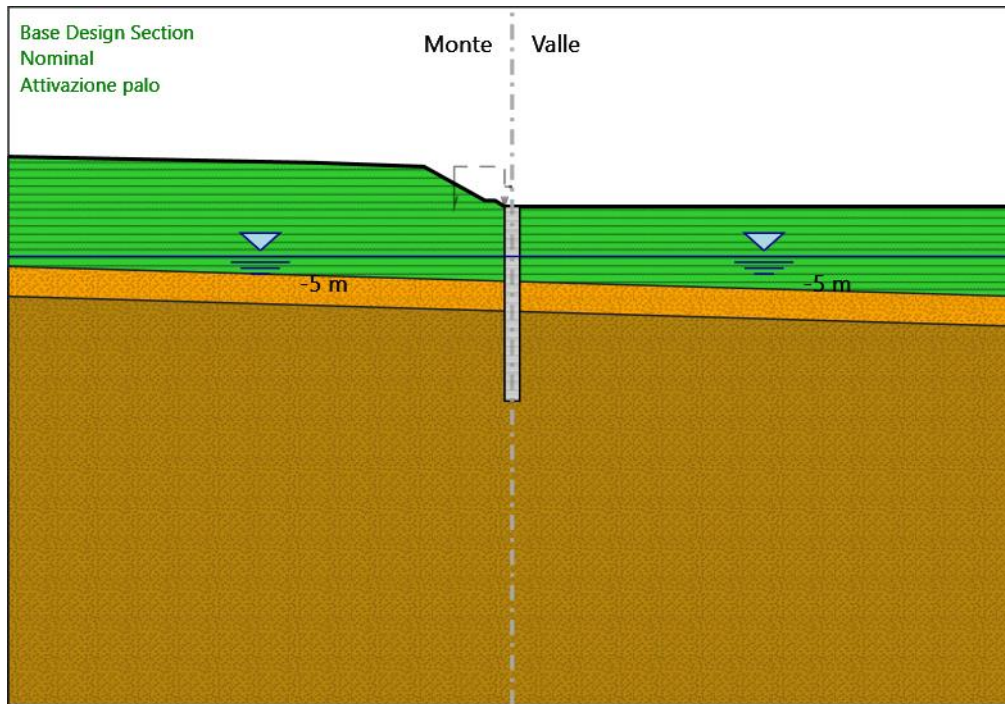 Base Design Section
Nominal
Attivazione palo
Monte
Valle
-5 m
-5 m